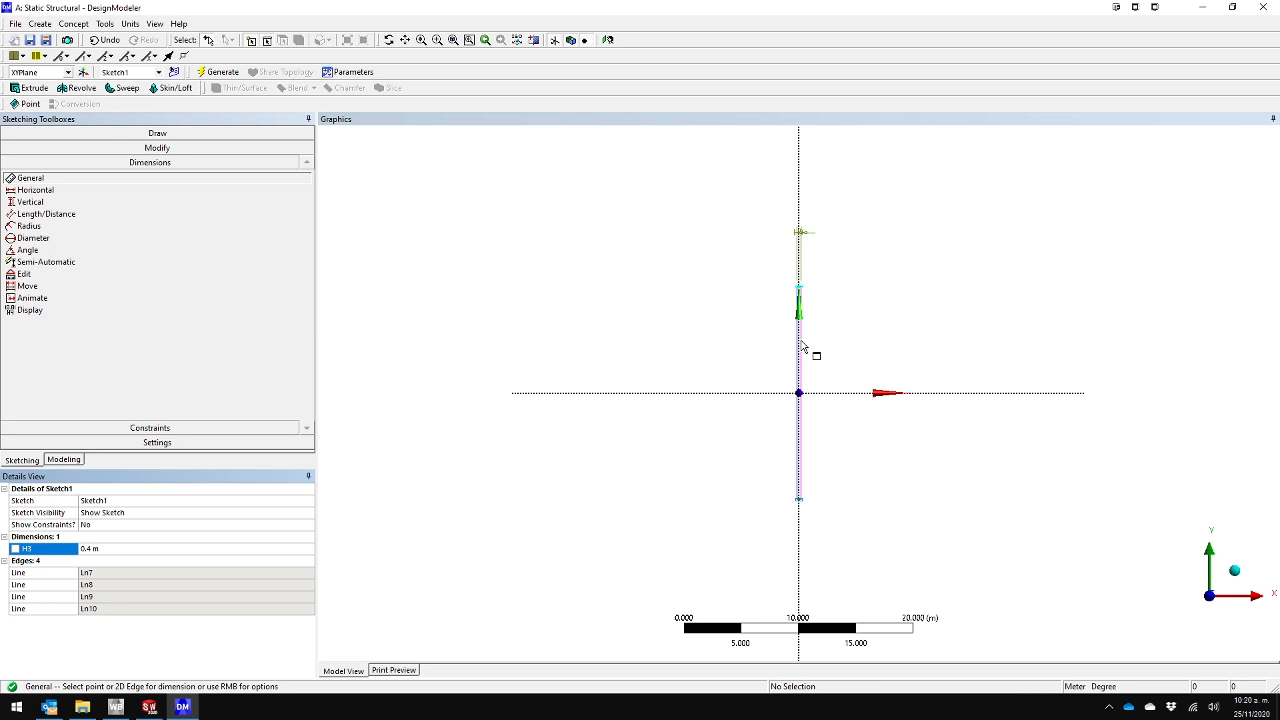 A: Static Structural - DesignModeler
File Create Concept Tools Units View Help
Undo Redo Select:
XYPlane Sketch1 Generate Share Topology Parameters
Extrude Revolve Sweep Skin/Loft Thin/Surface Blend Chamfer Slice
Point Conversion
Sketching Toolboxes
Graphics
Draw
Modify
Dimensions
General
Horizontal
Vertical
Length/Distance
Radius
Diameter
Angle
Semi-Automatic
Edit
Move
Animate
Display
Constraints
Settings
Sketching Modeling
Details View
Details of Sketch1
Sketch Sketch1
Sketch Visibility Show Sketch
Show Constraints? No
Dimensions: 1
H3 0.4 m
Edges: 4
Line Ln7
Line Ln8
Line Ln9
Line Ln10
Y
X
0.000 10.000 20.000 (m)
5.000 15.000
Model View Print Preview
General -- Select point or 2D Edge for dimension or use RMB for options No Selection Meter Degree 0 0
10:20 a. m.
25/11/2020